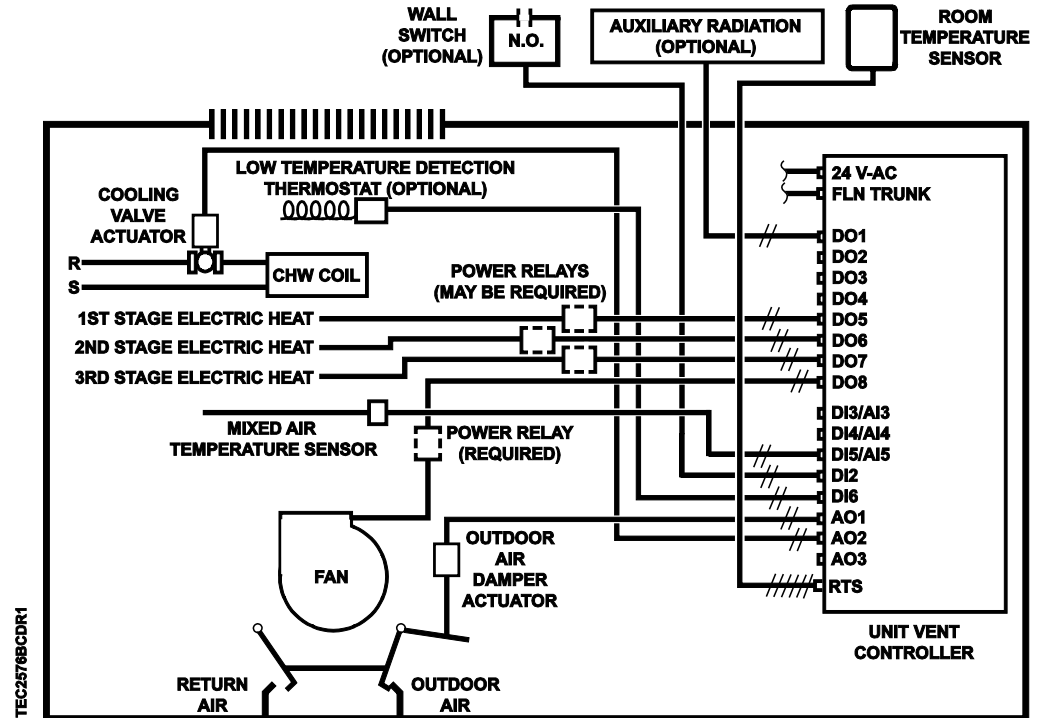 WALL
SWITCH
(OPTIONAL)
N.O.
AUXILIARY RADIATION
(OPTIONAL)
ROOM
TEMPERATURE
SENSOR
LOW TEMPERATURE DETECTION
THERMOSTAT (OPTIONAL)
COOLING
VALVE
ACTUATOR
R
S
CHW COIL
POWER RELAYS
(MAY BE REQUIRED)
1ST STAGE ELECTRIC HEAT
2ND STAGE ELECTRIC HEAT
3RD STAGE ELECTRIC HEAT
MIXED AIR
TEMPERATURE SENSOR
POWER RELAY
(REQUIRED)
FAN
OUTDOOR
AIR
DAMPER
ACTUATOR
RETURN
AIR
OUTDOOR
AIR
24 V-AC
FLN TRUNK
DO1
DO2
DO3
DO4
DO5
DO6
DO7
DO8
DI3/AI3
DI4/AI4
DI5/AI5
DI2
DI6
AO1
AO2
AO3
RTS
UNIT VENT
CONTROLLER
TEC2576BCDR1